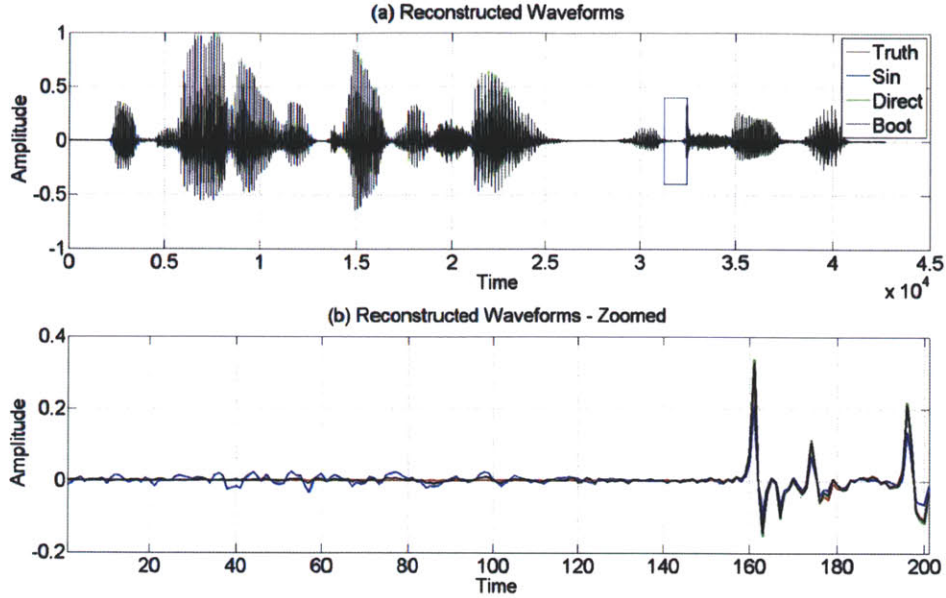 (a) Reconstructed Waveforms
1
0.5
0
-0.5
-1
Amplitude
Truth
Sin
Direct
Boot
0 0.5 1 1.5 2 2.5 3 3.5 4 4.5
Time
x 10^4
(b) Reconstructed Waveforms - Zoomed
0.4
0.2
0
-0.2
Amplitude
20 40 60 80 100 120 140 160 180 200
Time